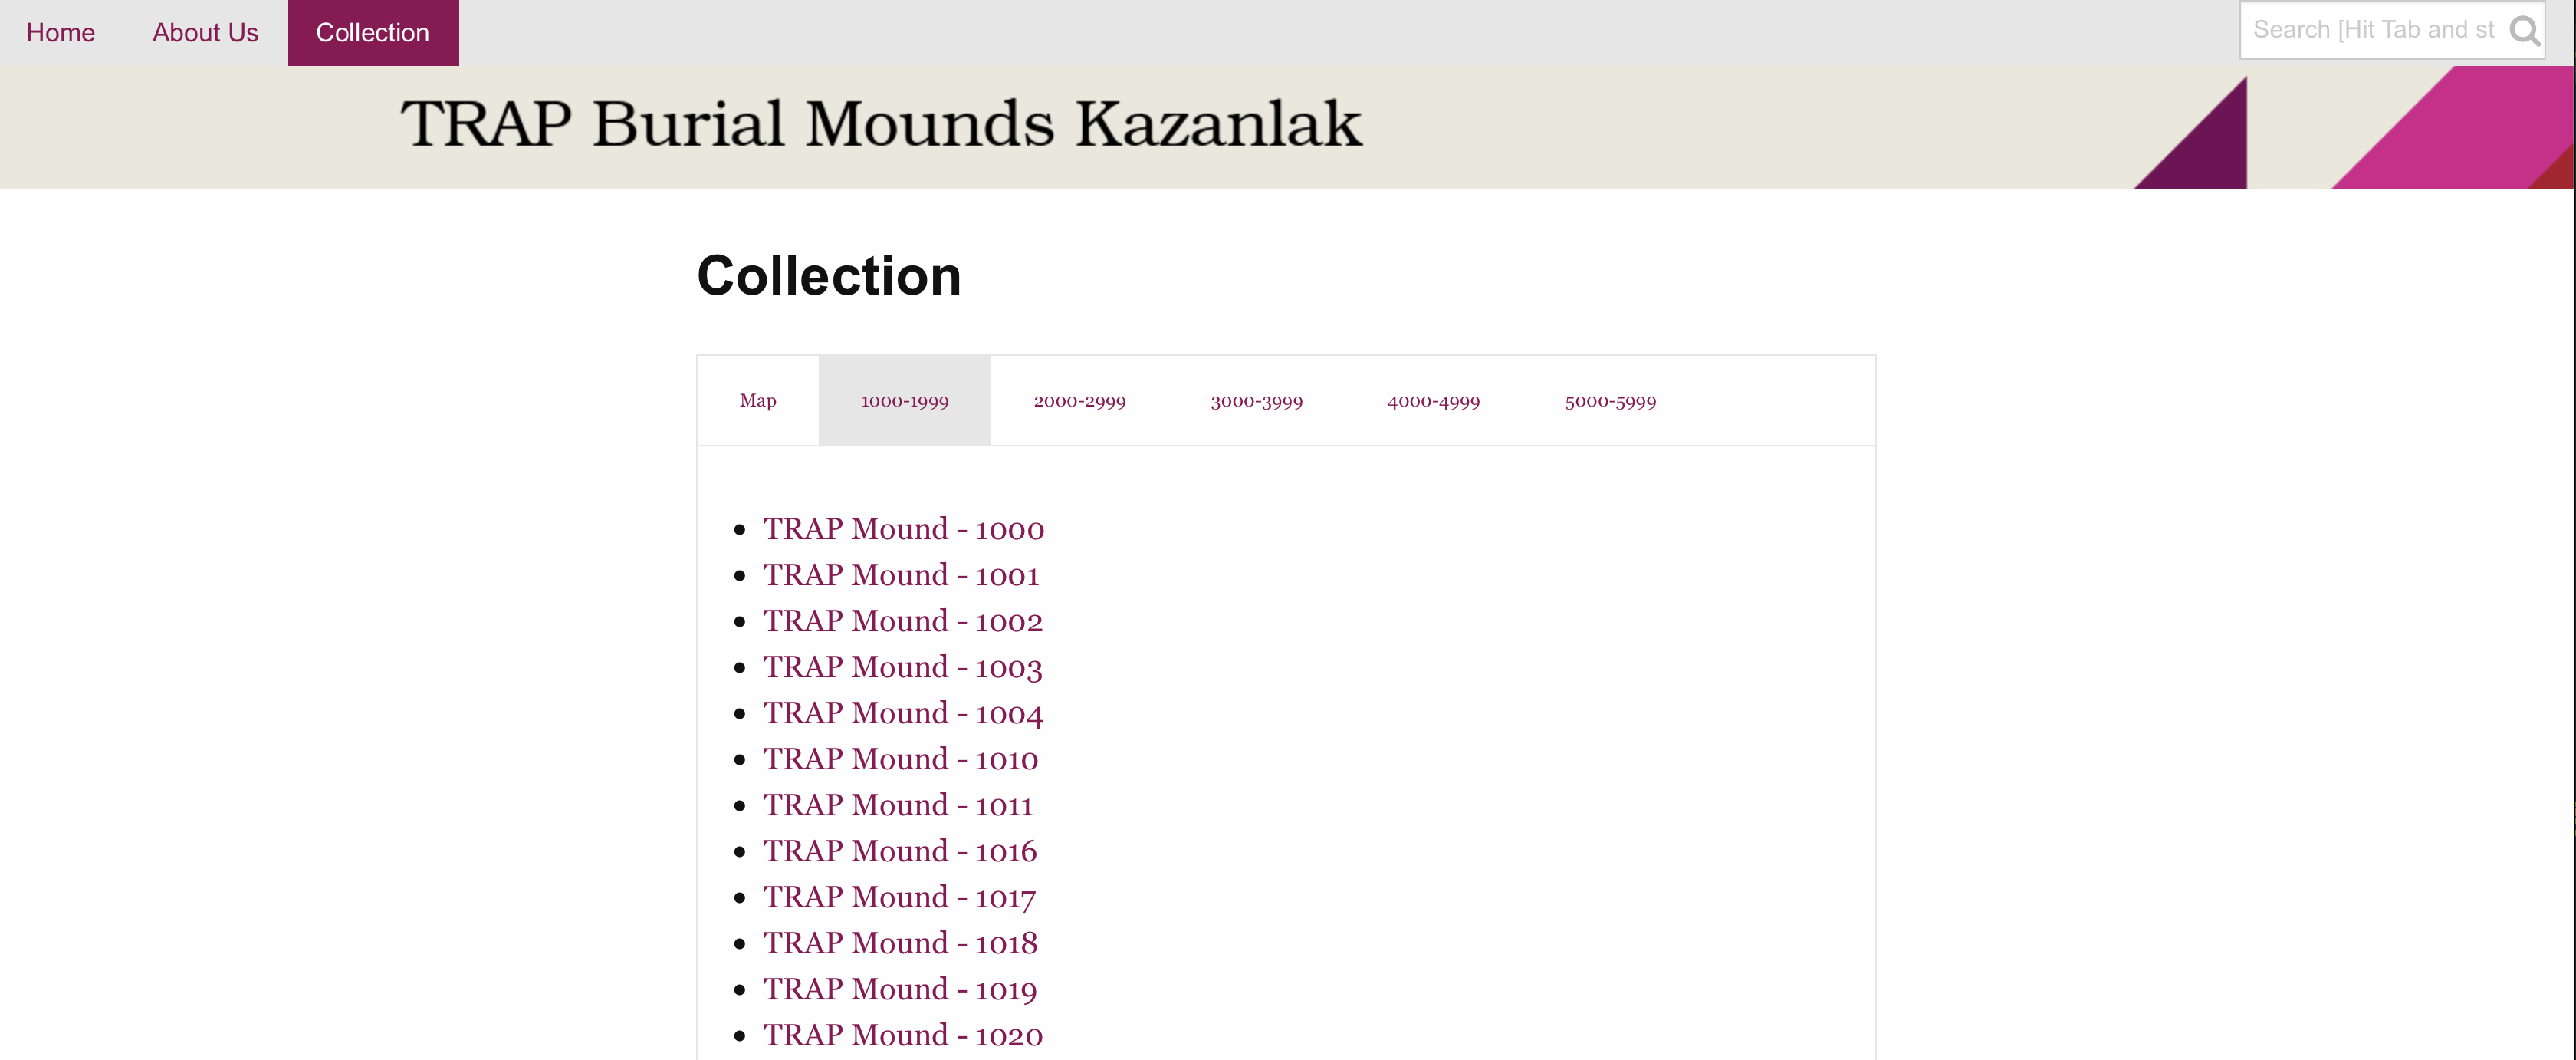 Home About Us Collection Search [Hit Tab and st
TRAP Burial Mounds Kazanlak
Collection
Map 1000-1999 2000-2999 3000-3999 4000-4999 5000-5999
TRAP Mound - 1000
TRAP Mound - 1001
TRAP Mound - 1002
TRAP Mound - 1003
TRAP Mound - 1004
TRAP Mound - 1010
TRAP Mound - 1011
TRAP Mound - 1016
TRAP Mound - 1017
TRAP Mound - 1018
TRAP Mound - 1019
TRAP Mound - 1020